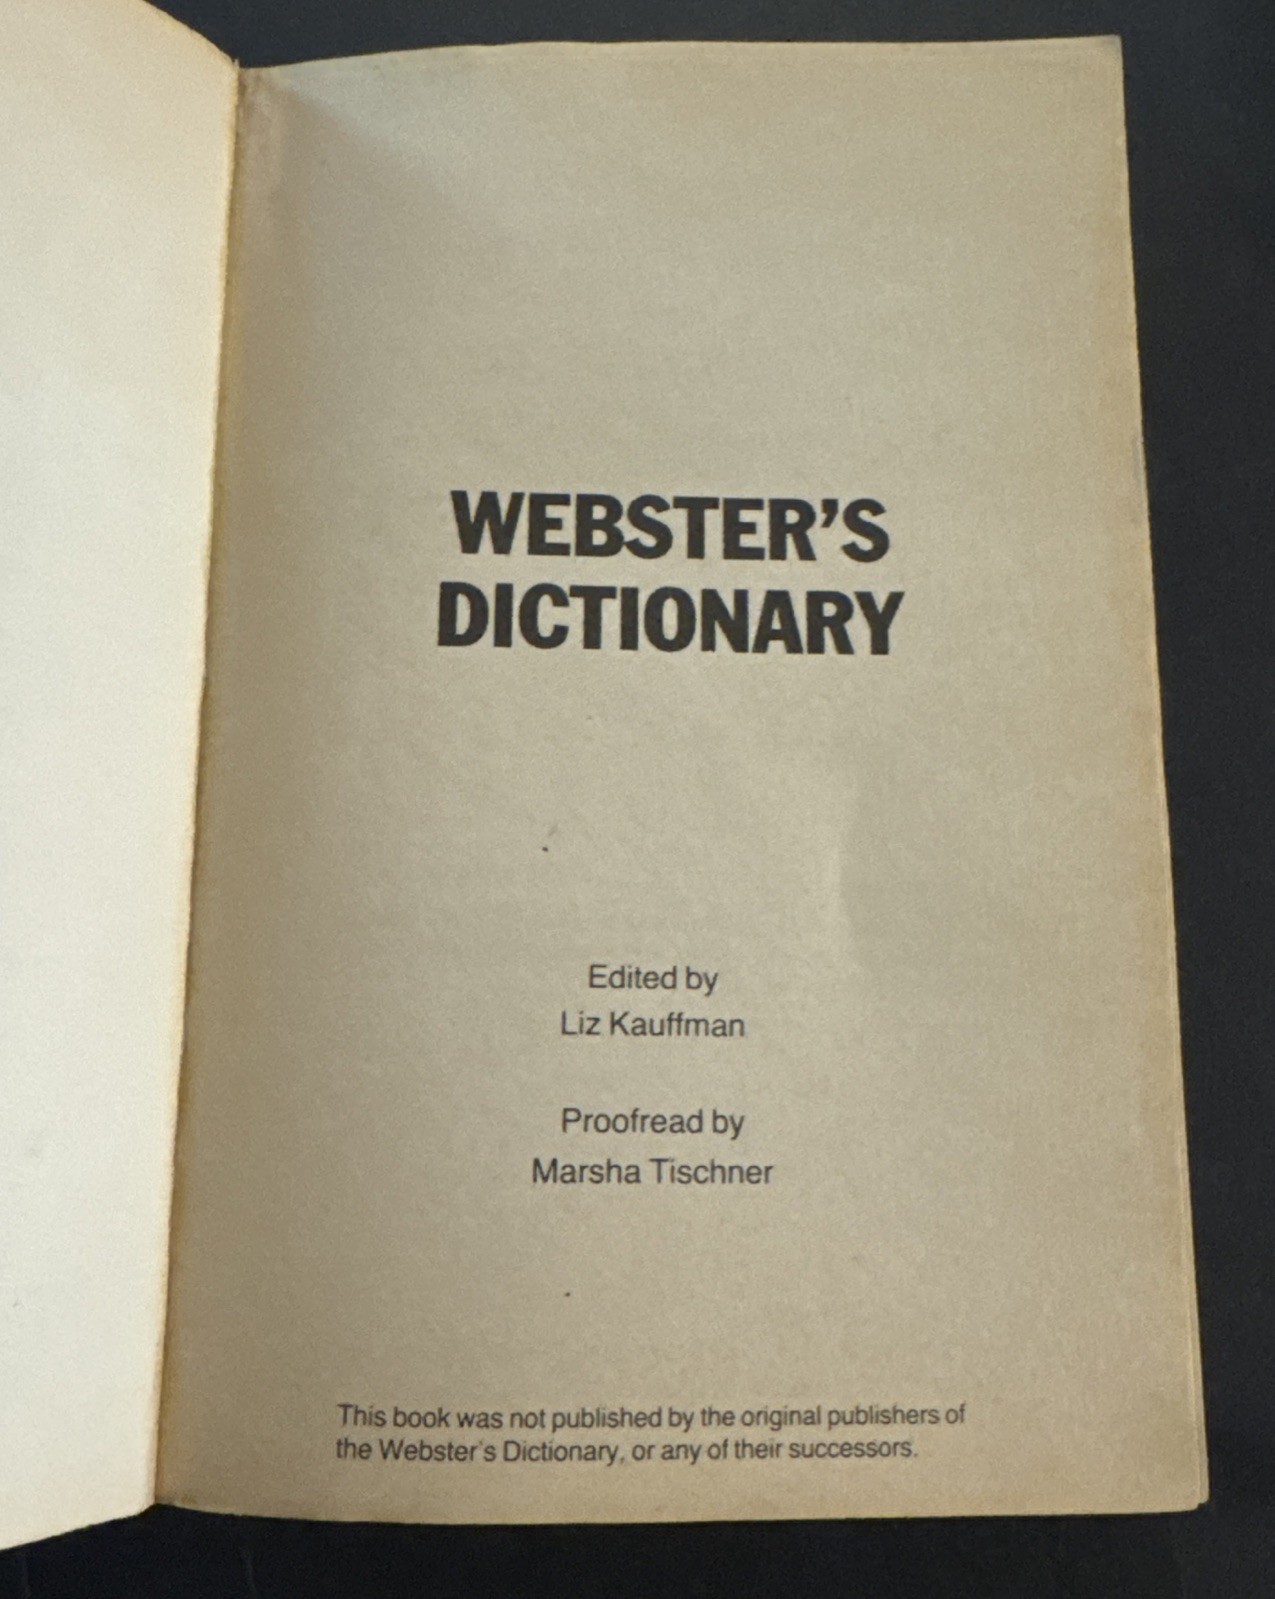 WEBSTER'S
DICTIONARY
Edited by
Liz Kauffman
Proofread by
Marsha Tischner
This book was not published by the original publishers of
the Webster's Dictionary, or any of their successors.